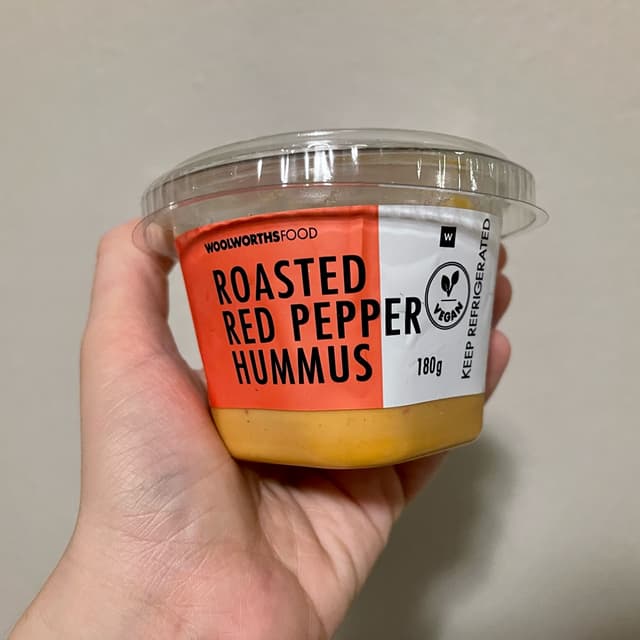 WOOLWORTHSFOOD
ROASTED
RED PEPPER
HUMMUS
W
VEGAN
180g
KEEP REFRIGERATED